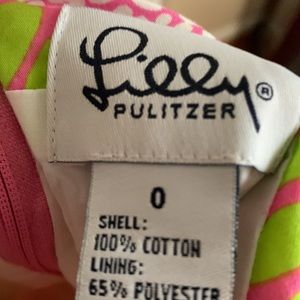 Lilly®
PULITZER
0
SHELL:
100% COTTON
LINING:
65% POLYESTER